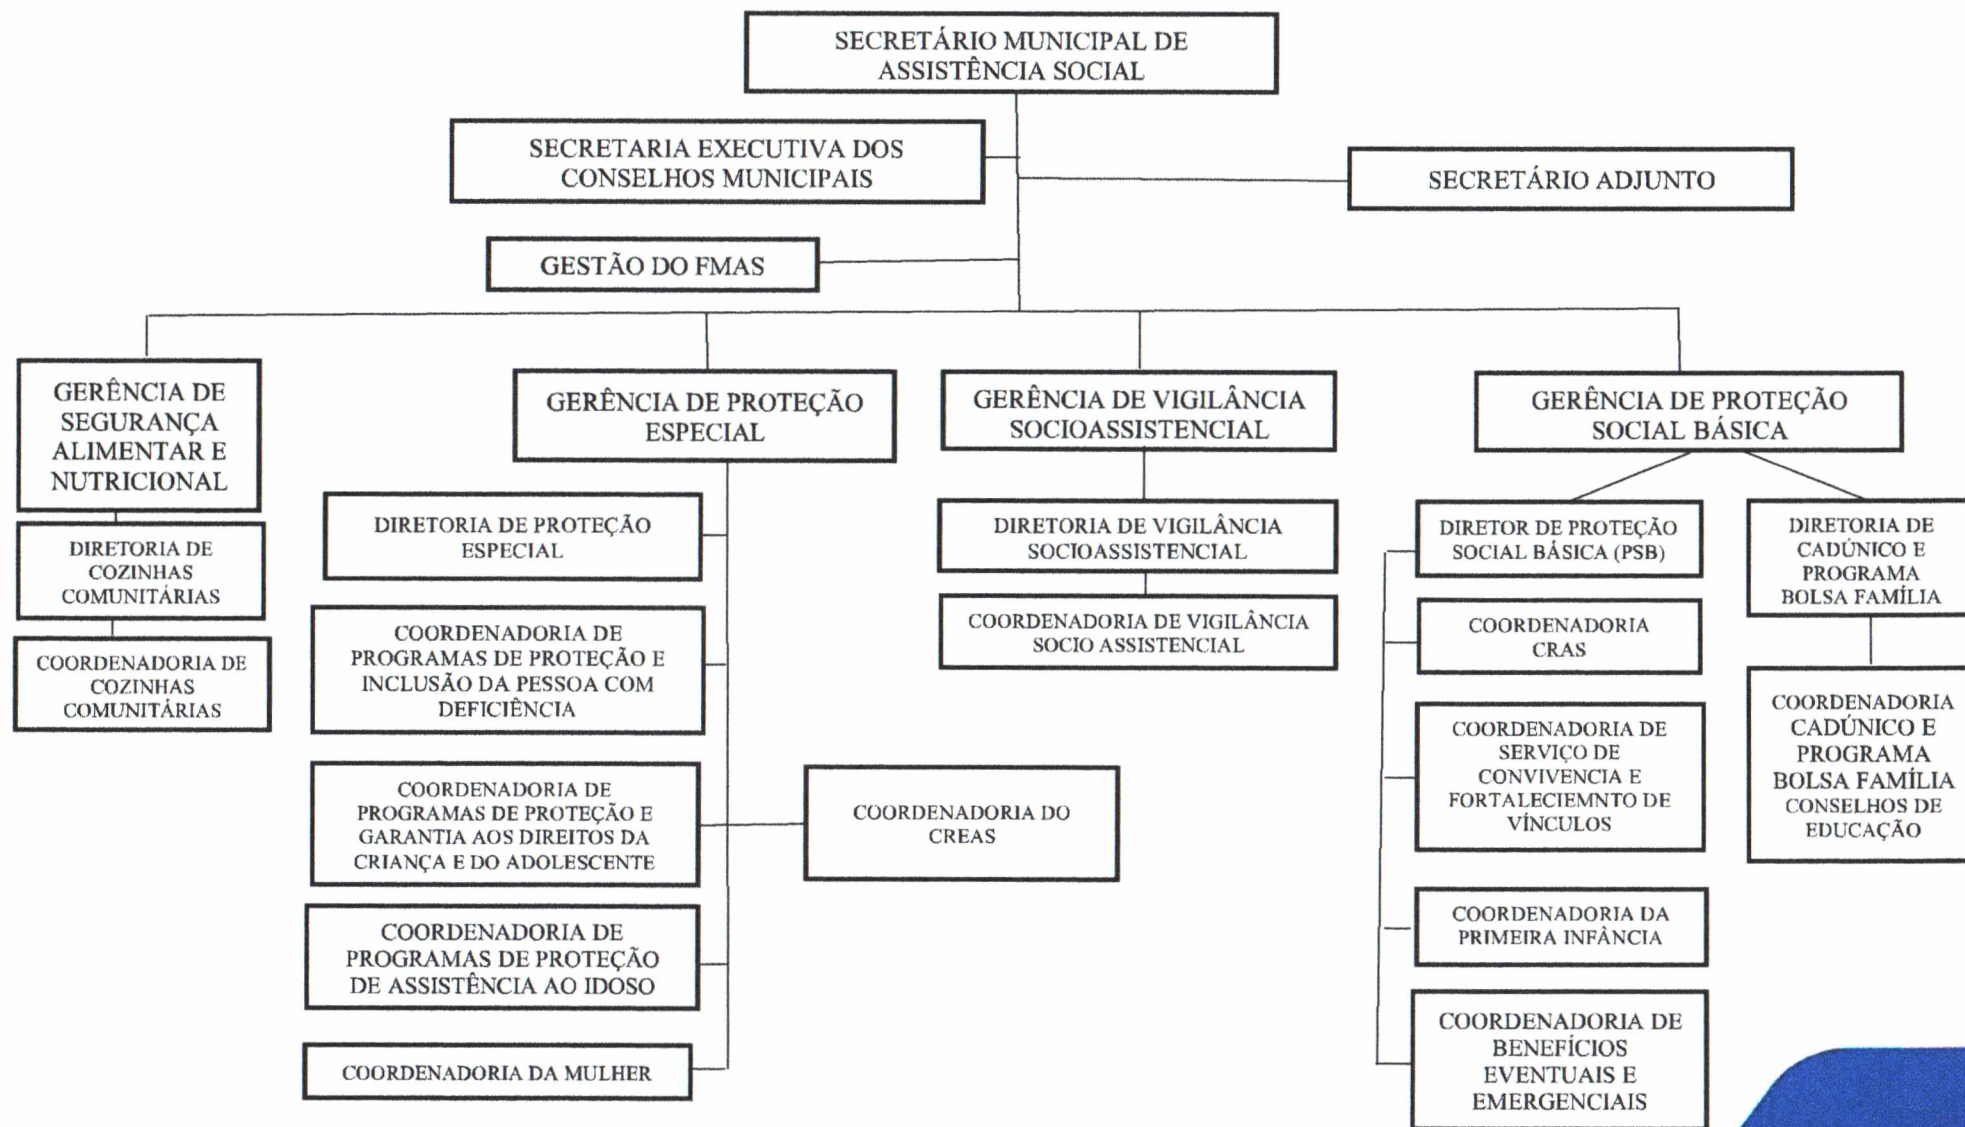 SECRETÁRIO MUNICIPAL DE
ASSISTÊNCIA SOCIAL
SECRETARIA EXECUTIVA DOS
CONSELHOS MUNICIPAIS
SECRETÁRIO ADJUNTO
GESTÃO DO FMAS
GERÊNCIA DE
SEGURANÇA
ALIMENTAR E
NUTRICIONAL
DIRETORIA DE
COZINHAS
COMUNITÁRIAS
COORDENADORIA DE
COZINHAS
COMUNITÁRIAS
GERÊNCIA DE PROTEÇÃO
ESPECIAL
DIRETORIA DE PROTEÇÃO
ESPECIAL
COORDENADORIA DE
PROGRAMAS DE PROTEÇÃO E
INCLUSÃO DA PESSOA COM
DEFICIÊNCIA
COORDENADORIA DE
PROGRAMAS DE PROTEÇÃO E
GARANTIA AOS DIREITOS DA
CRIANÇA E DO ADOLESCENTE
COORDENADORIA DO
CREAS
COORDENADORIA DE
PROGRAMAS DE PROTEÇÃO
DE ASSISTÊNCIA AO IDOSO
COORDENADORIA DA MULHER
GERÊNCIA DE VIGILÂNCIA
SOCIOASSISTENCIAL
DIRETORIA DE VIGILÂNCIA
SOCIOASSISTENCIAL
COORDENADORIA DE VIGILÂNCIA
SOCIO ASSISTENCIAL
GERÊNCIA DE PROTEÇÃO
SOCIAL BÁSICA
DIRETOR DE PROTEÇÃO
SOCIAL BÁSICA (PSB)
COORDENADORIA
CRAS
COORDENADORIA DE
SERVIÇO DE
CONVIVENCIA E
FORTALECIEMNTO DE
VÍNCULOS
COORDENADORIA DA
PRIMEIRA INFÂNCIA
COORDENADORIA DE
BENEFÍCIOS
EVENTUAIS E
EMERGENCIAIS
DIRETORIA DE
CADÚNICO E
PROGRAMA
BOLSA FAMÍLIA
COORDENADORIA
CADÚNICO E
PROGRAMA
BOLSA FAMÍLIA
CONSELHOS DE
EDUCAÇÃO